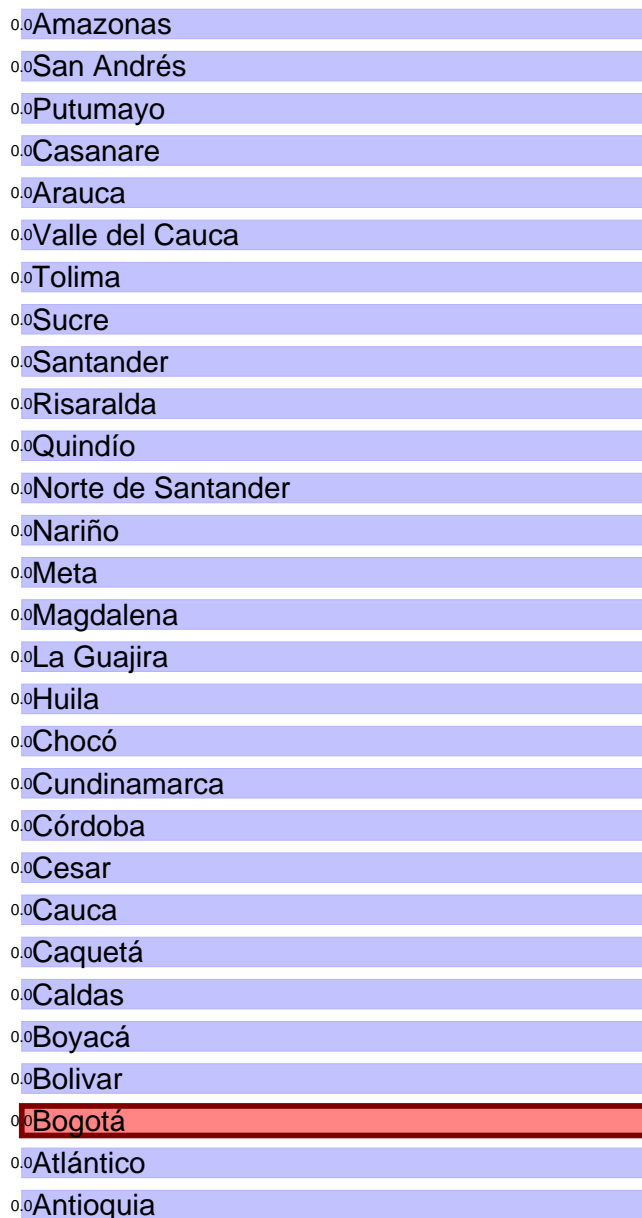 0.0Amazonas
0.0San Andrés
0.0Putumayo
0.0Casanare
0.0Arauca
0.0Valle del Cauca
0.0Tolima
0.0Sucre
0.0Santander
0.0Risaralda
0.0Quindío
0.0Norte de Santander
0.0Nariño
0.0Meta
0.0Magdalena
0.0La Guajira
0.0Huila
0.0Chocó
0.0Cundinamarca
0.0Córdoba
0.0Cesar
0.0Cauca
0.0Caquetá
0.0Caldas
0.0Boyacá
0.0Bolivar
0.0Bogotá
0.0Atlántico
0.0Antioquia